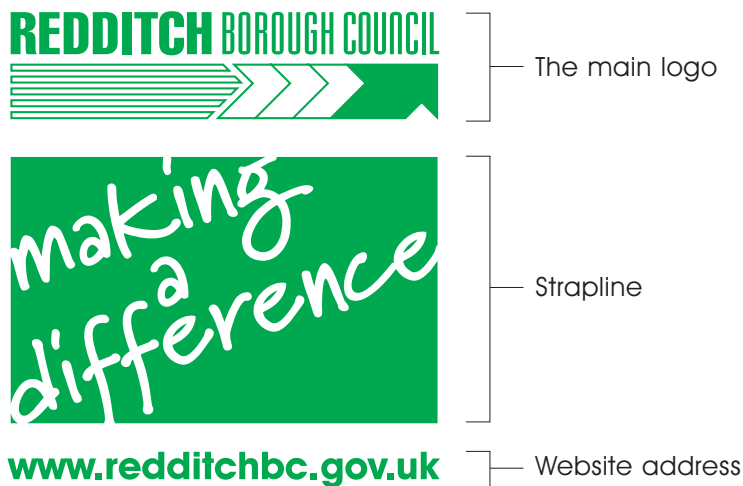 REDDITCH BOROUGH COUNCIL
The main logo
making
a
difference
Strapline
www.redditchbc.gov.uk
Website address